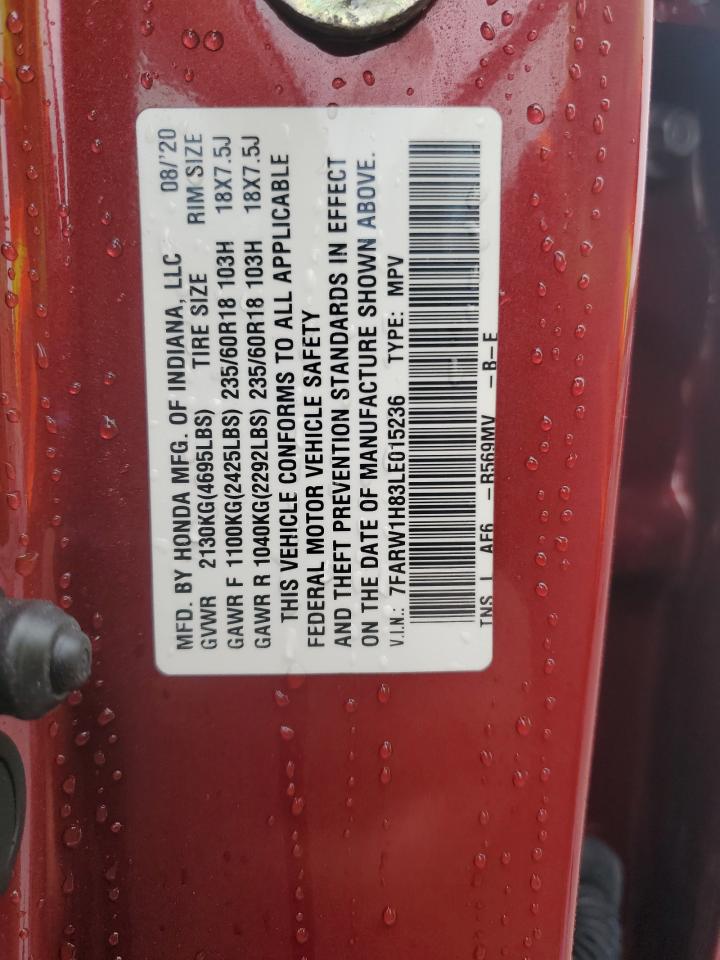 MFD. BY HONDA MFG. OF INDIANA, LLC 08/'20
GVWR 2130KG(4695LBS) TIRE SIZE RIM SIZE
GAWR F 1100KG(2425LBS) 235/60R18 103H 18X7.5J
GAWR R 1040KG(2292LBS) 235/60R18 103H 18X7.5J
THIS VEHICLE CONFORMS TO ALL APPLICABLE
FEDERAL MOTOR VEHICLE SAFETY
AND THEFT PREVENTION STANDARDS IN EFFECT
ON THE DATE OF MANUFACTURE SHOWN ABOVE.
V.I.N.: 7FARW1H83LE015236 TYPE: MPV
TNS L AF6 -R569MV -B-E